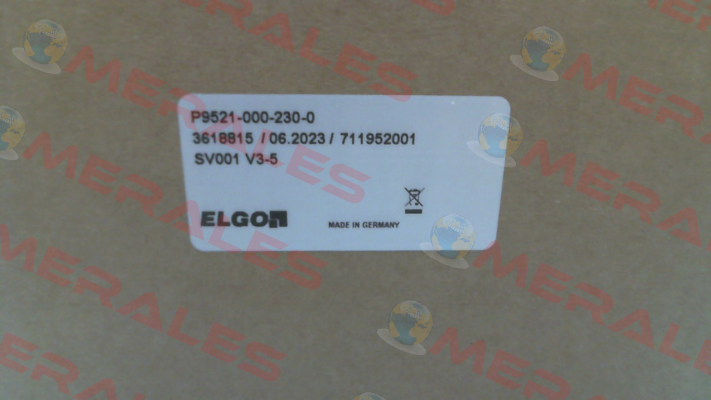 P9521-000-230-0
3618815 / 06.2023 / 711952001
SV001 V3-5
ELGO
MADE IN GERMANY
MERALES
MERALES
MERALES
MERALES
MERALES
MERALES